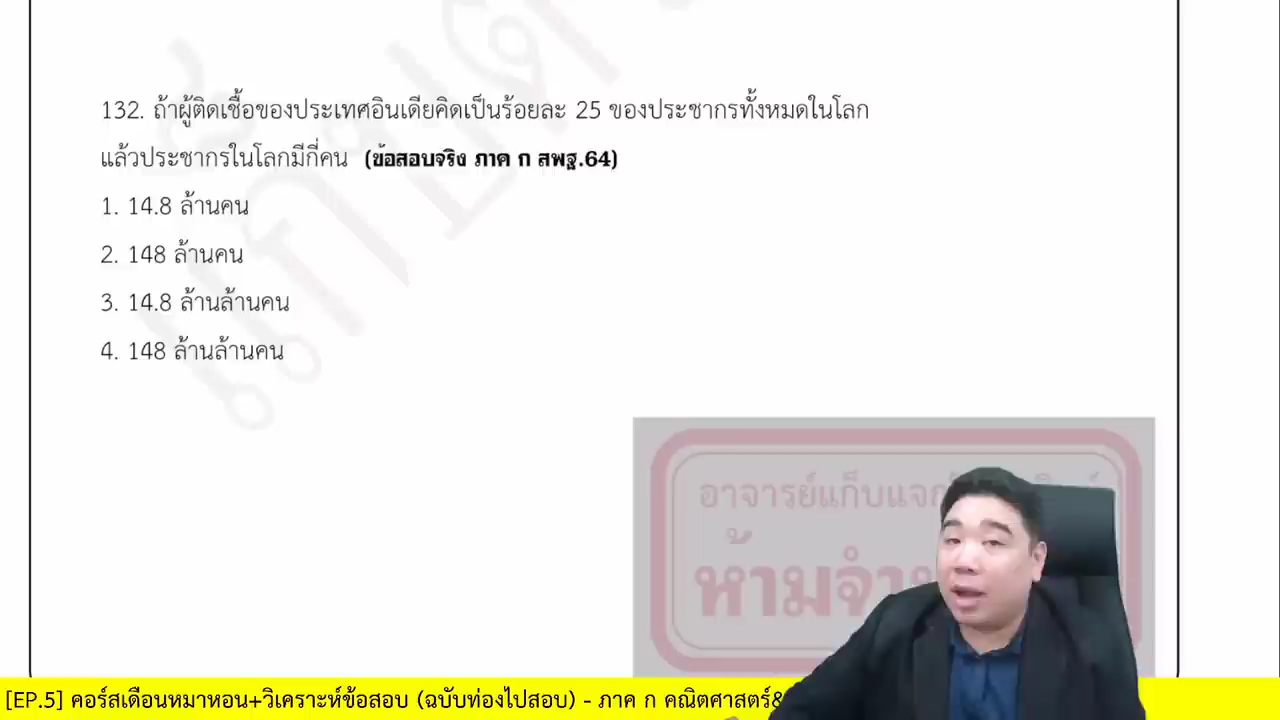 132. ถ้าผู้ติดเชื้อของประเทศอินเดียคิดเป็นร้อยละ 25 ของประชากรทั้งหมดในโลก
แล้วประชากรในโลกมีกี่คน (ข้อสอบจริง ภาค ก สพฐ.64)
1. 14.8 ล้านคน
2. 148 ล้านคน
3. 14.8 ล้านล้านคน
4. 148 ล้านล้านคน
อาจารย์แก็บแจก
ห้ามจำ
[EP.5] คอร์สเดือนหมาหอน+วิเคราะห์ข้อสอบ (ฉบับท่องไปสอบ) - ภาค ก คณิตศาสตร์&